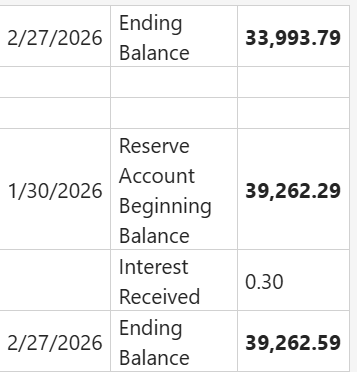 Ending
2/27/2026 33,993.79
Balance
Reserve
Account
1/30/2026 39,262.29
Beginning
Balance
Interest
0.30
Received
Ending
2/27/2026 39,262.59
Balance